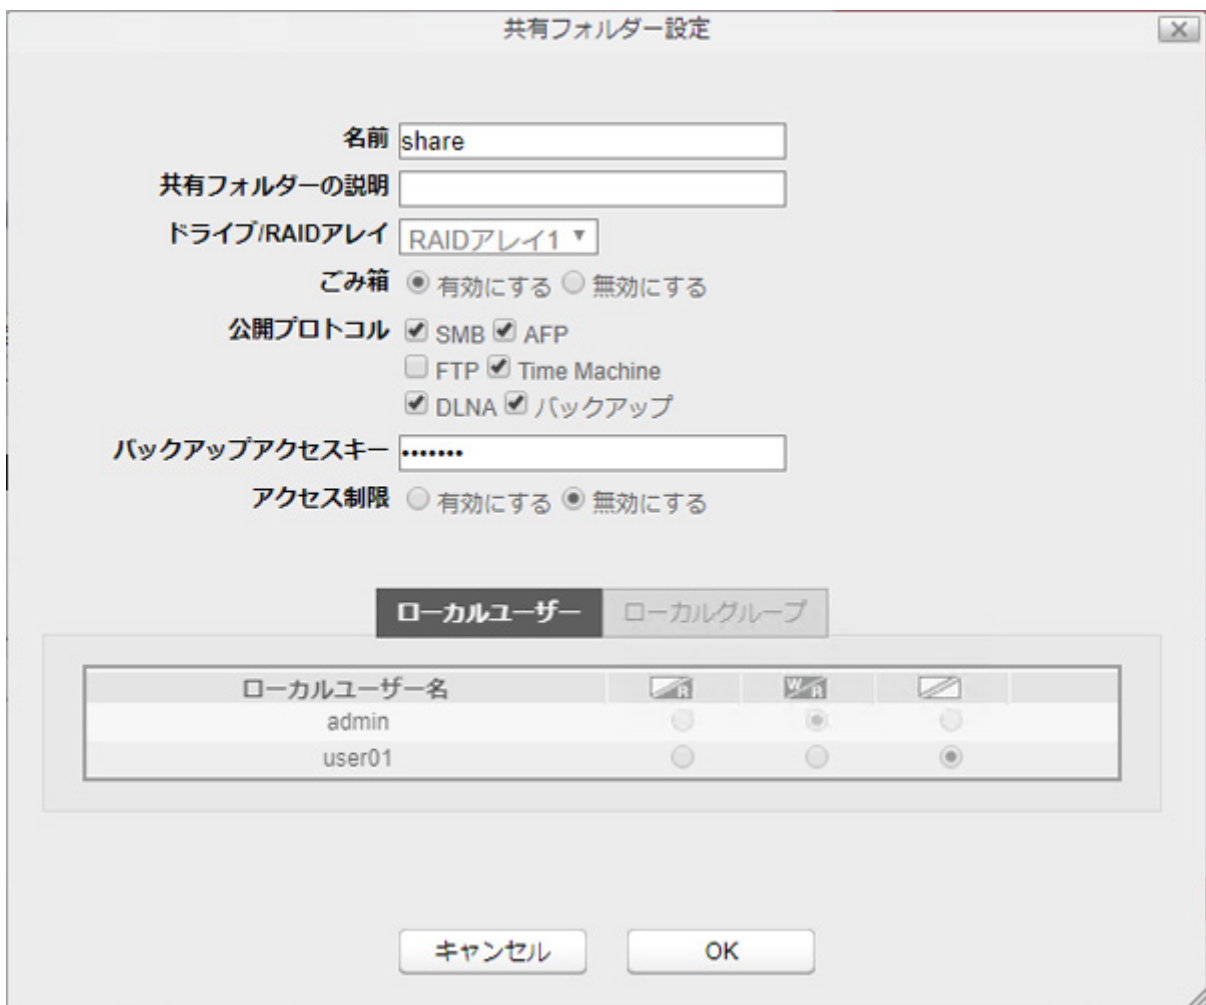 共有フォルダー設定
名前 share
共有フォルダーの説明
ドライブ/RAIDアレイ RAIDアレイ1
ごみ箱 有効にする 無効にする
公開プロトコル SMB AFP
FTP Time Machine
DLNA バックアップ
バックアップアクセスキー •••••••
アクセス制限 有効にする 無効にする
ローカルユーザー ローカルグループ
ローカルユーザー名 R W R
admin
user01
キャンセル OK